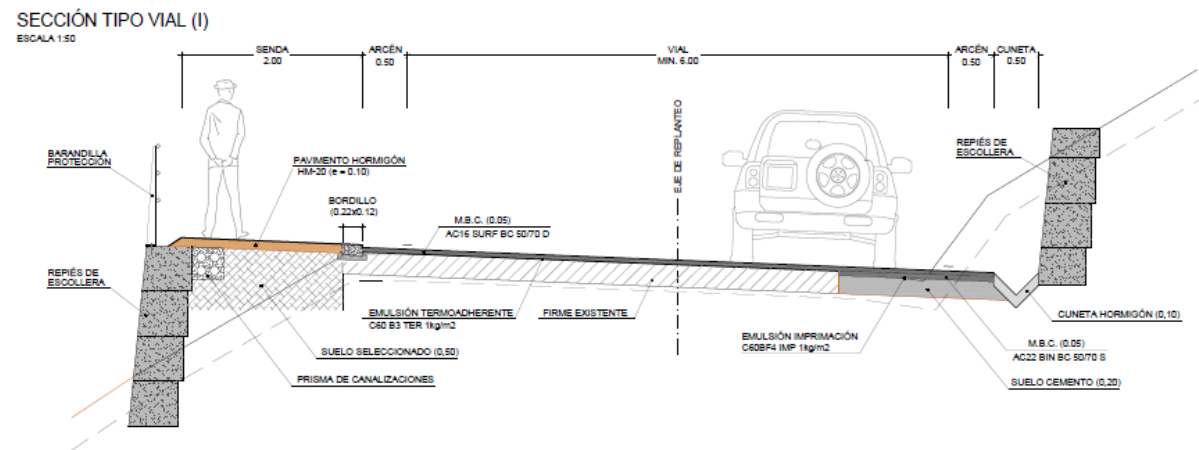 SECCIÓN TIPO VIAL (I)
ESCALA 1:50
SENDA
2.00
ARCÉN
0.50
VIAL
MIN. 6.00
ARCÉN
0.50
CUNETA
0.50
EJE DE REPLANTEO
BARANDILLA
PROTECCIÓN
PAVIMENTO HORMIGÓN
HM-20 (e = 0.10)
BORDILLO
(0.22x0.12)
M.B.C. (0.05)
AC16 SURF BC 50/70 D
REPIÉS DE
ESCOLLERA
REPIÉS DE
ESCOLLERA
EMULSIÓN TERMOADHERENTE
C60 B3 TER 1kg/m2
FIRME EXISTENTE
EMULSIÓN IMPRIMACIÓN
C60BF4 IMP 1kg/m2
CUNETA HORMIGÓN (0,10)
M.B.C. (0.05)
AC22 BIN BC 50/70 S
SUELO SELECCIONADO (0,50)
PRISMA DE CANALIZACIONES
SUELO CEMENTO (0,20)